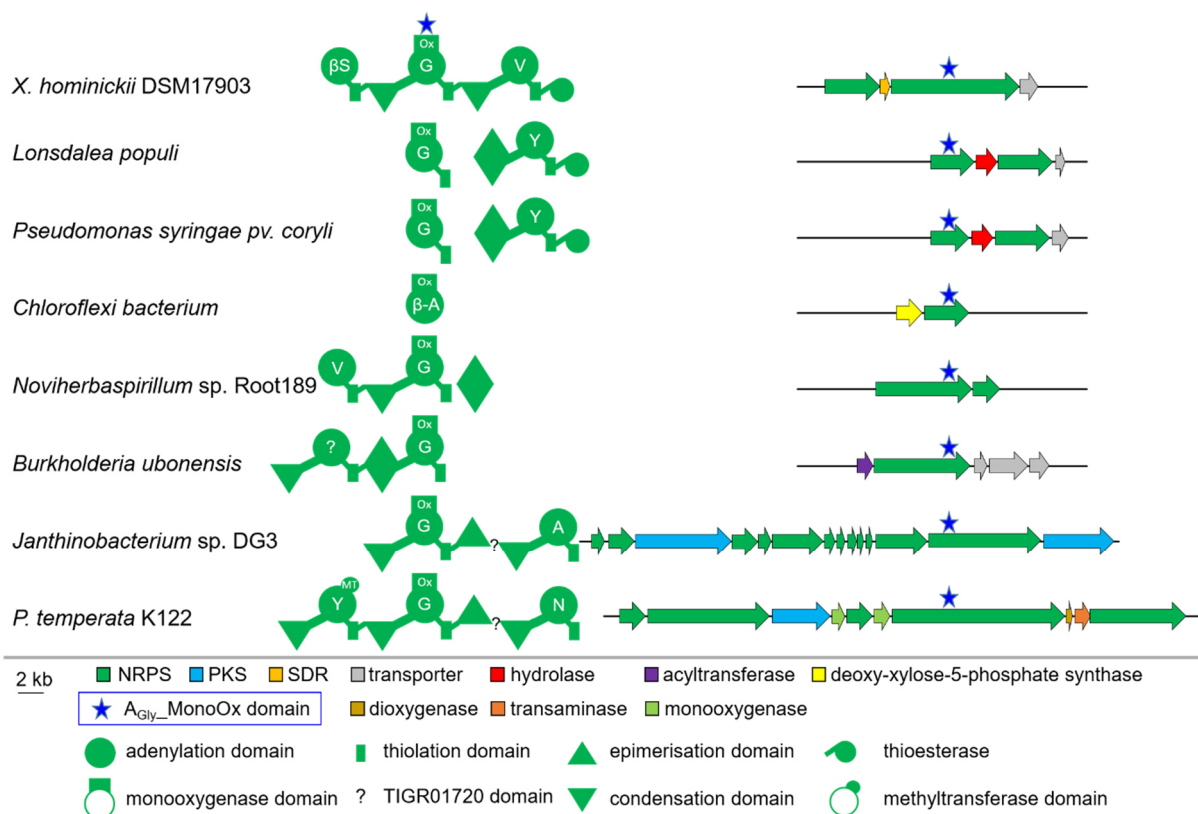 Ox
βS G V
X. hominickii DSM17903
Ox
G Y
Lonsdalea populi
Ox
G Y
Pseudomonas syringae pv. coryli
Ox
β-A
Chloroflexi bacterium
Ox
V G
Noviherbaspirillum sp. Root189
Ox
? G
Burkholderia ubonensis
Ox
G ? A
Janthinobacterium sp. DG3
MT Ox
Y G ? N
P. temperata K122
2 kb
NRPS PKS SDR transporter hydrolase acyltransferase deoxy-xylose-5-phosphate synthase
AGly_MonoOx domain dioxygenase transaminase monooxygenase
adenylation domain thiolation domain epimerisation domain thioesterase
monooxygenase domain ? TIGR01720 domain condensation domain methyltransferase domain